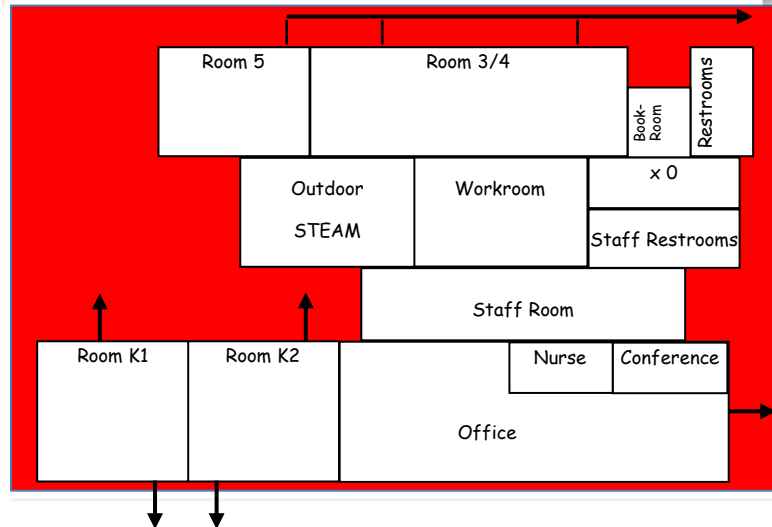 Room 5
Room 3/4
Book-
Room
Restrooms
Outdoor
STEAM
Workroom
x 0
Staff Restrooms
Staff Room
Room K1
Room K2
Nurse
Conference
Office